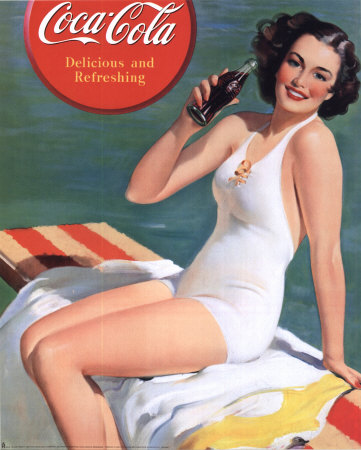 Coca-Cola
Delicious and
Refreshing